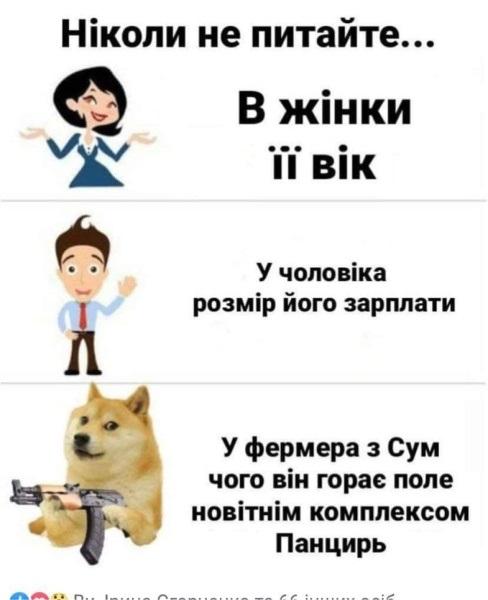 Ніколи не питайте...
В жінки
її вік
У чоловіка
розмір його зарплати
У фермера з Сум
чого він горає поле
новітнім комплексом
Панцирь